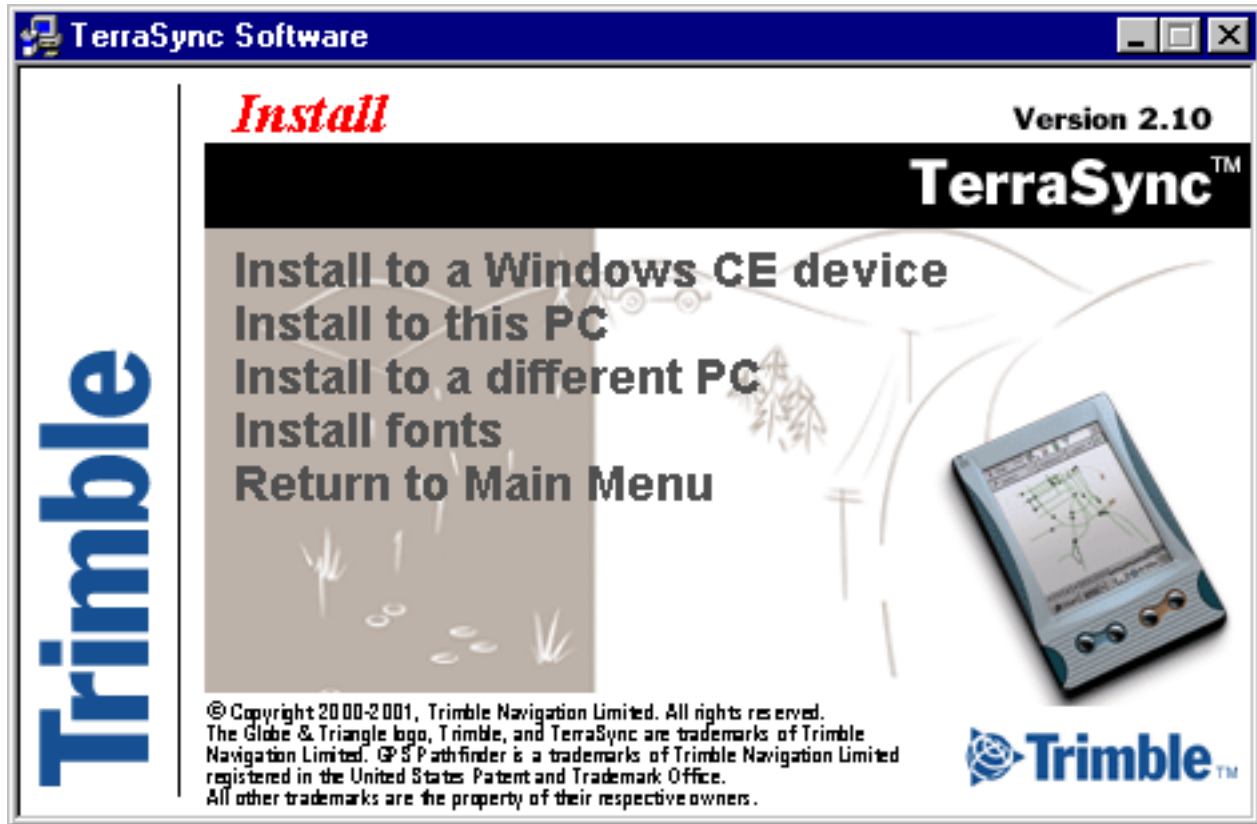 TerraSync Software
Install
Version 2.10
TerraSync™
Install to a Windows CE device
Install to this PC
Install to a different PC
Install fonts
Return to Main Menu
Trimble
© Copyright 2000-2001, Trimble Navigation Limited. All rights reserved.
The Globe & Triangle logo, Trimble, and TerraSync are trademarks of Trimble
Navigation Limited. GPS Pathfinder is a trademarks of Trimble Navigation Limited
registered in the United States Patent and Trademark Office.
All other trademarks are the property of their respective owners.
Trimble™